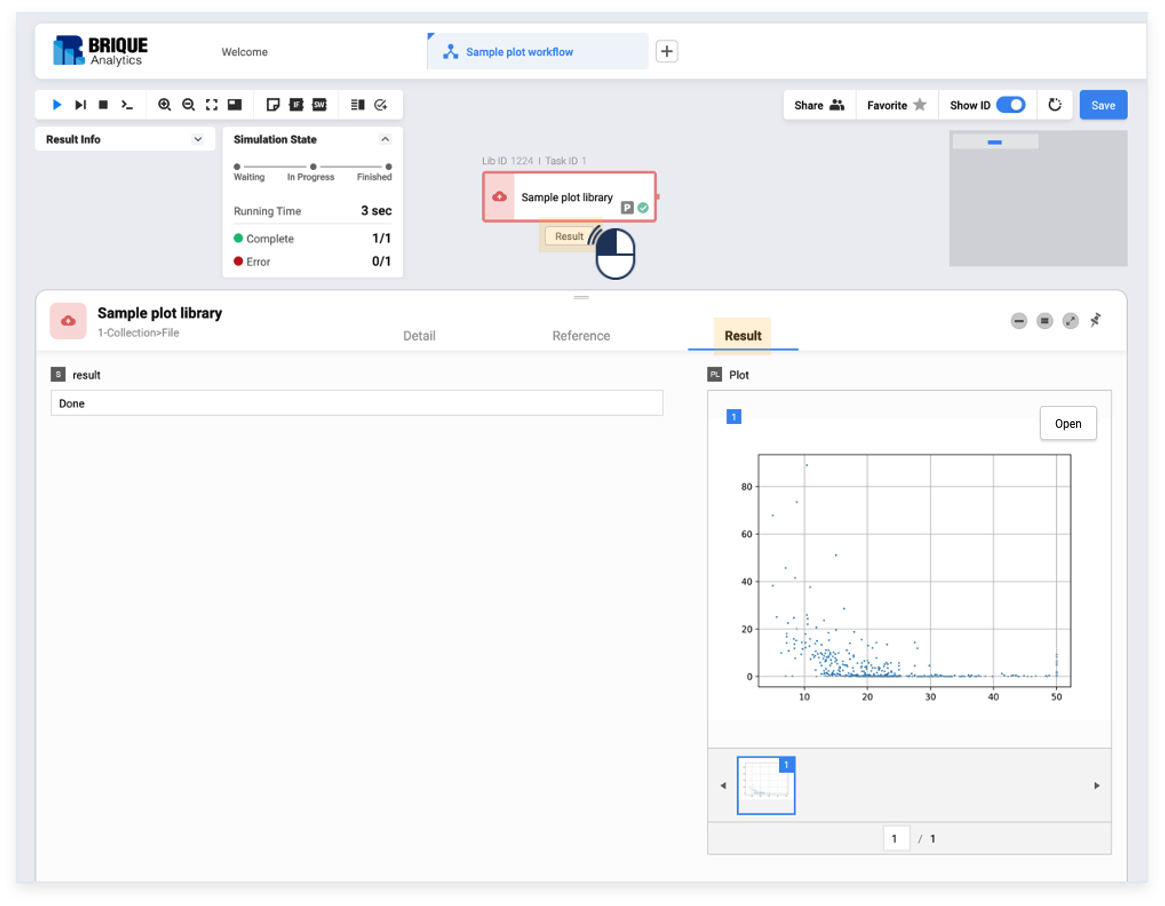 BRIQUE
Analytics
Welcome
Sample plot workflow
IF
SW
Share
Favorite
Show ID
Save
Result Info
Simulation State
Waiting In Progress Finished
Running Time 3 sec
Complete 1/1
Error 0/1
Lib ID 1224 | Task ID 1
Sample plot library
P
Result
Sample plot library
1-Collection>File
Detail
Reference
Result
S result
Done
PL Plot
1
Open
80
60
40
20
0
10 20 30 40 50
1
1 / 1